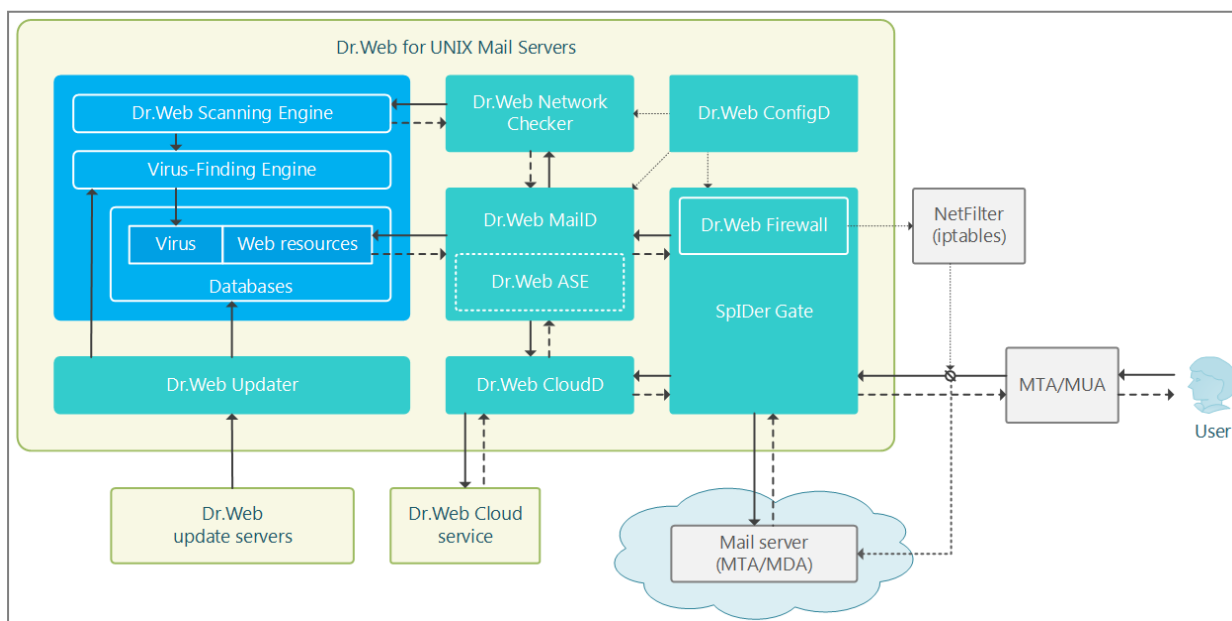 Dr.Web for UNIX Mail Servers
Dr.Web Scanning Engine
Dr.Web Network
Checker
Dr.Web ConfigD
Virus-Finding Engine
Dr.Web MailD
Dr.Web Firewall
NetFilter
(iptables)
Virus
Web resources
Databases
Dr.Web ASE
SpIDer Gate
Dr.Web Updater
Dr.Web CloudD
MTA/MUA
User
Dr.Web
update servers
Dr.Web Cloud
service
Mail server
(MTA/MDA)